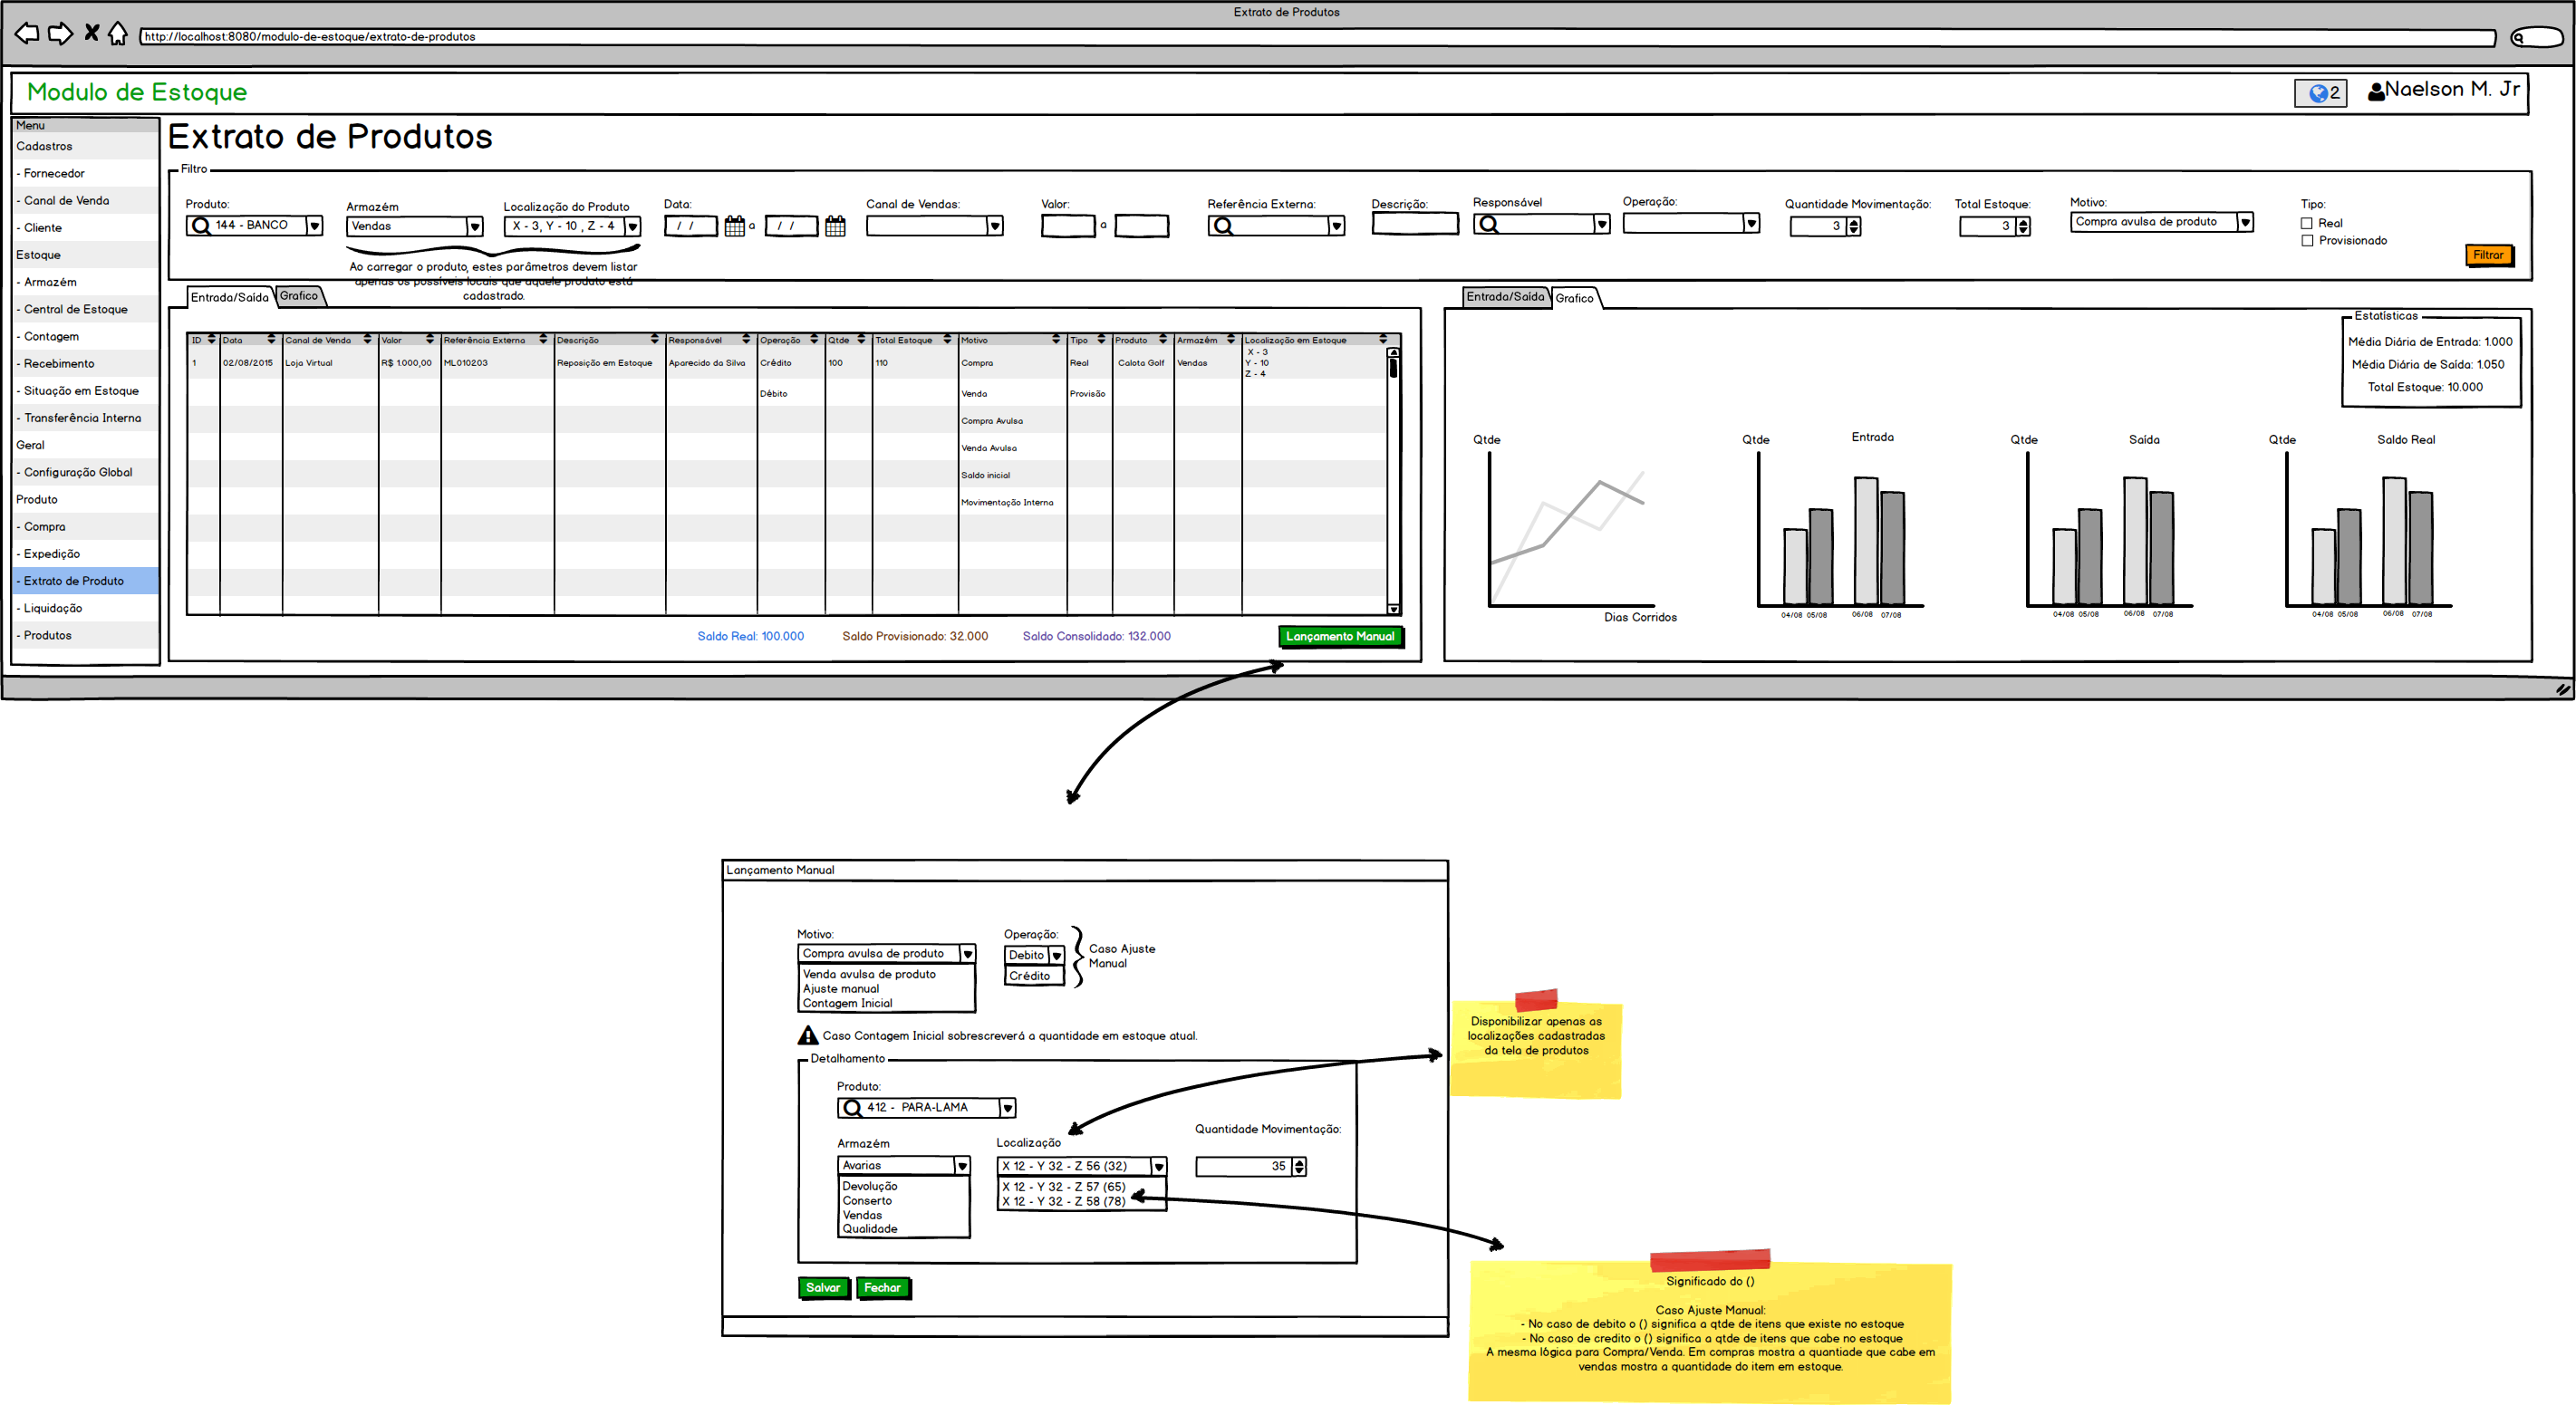 Extrato de Produtos
http://localhost:8080/modulo-de-estoque/extrato-de-produtos
Modulo de Estoque
2
Naelson M. Jr
Menu
Cadastros
- Fornecedor
- Canal de Venda
- Cliente
Estoque
- Armazém
- Central de Estoque
- Contagem
- Recebimento
- Situação em Estoque
- Transferência Interna
Geral
- Configuração Global
Produto
- Compra
- Expedição
- Extrato de Produto
- Liquidação
- Produtos
Extrato de Produtos
Filtro
Produto:
144 - BANCO
Armazém
Vendas
Localização do Produto
X - 3, Y - 10 , Z - 4
Ao carregar o produto, estes parâmetros devem listar
apenas os possíveis locais que aquele produto está
cadastrado.
Data:
/ / a / /
Canal de Vendas:
Valor:
a
Referência Externa:
Descrição:
Responsável
Operação:
Quantidade Movimentação:
3
Total Estoque:
3
Motivo:
Compra avulsa de produto
Tipo:
Real
Provisionado
Filtrar
Entrada/Saída Grafico
ID Data Canal de Venda Valor Referência Externa Descrição Responsável Operação Qtde Total Estoque Motivo Tipo Produto Armazém Localização em Estoque
1 02/08/2015 Loja Virtual R$ 1.000,00 ML010203 Reposição em Estoque Aparecido da Silva Crédito 100 110 Compra Real Calota Golf Vendas
X - 3
Y - 10
Z - 4
Débito Venda Provisão
Compra Avulsa
Venda Avulsa
Saldo inicial
Movimentação Interna
Saldo Real: 100.000 Saldo Provisionado: 32.000 Saldo Consolidado: 132.000
Lançamento Manual
Entrada/Saída Grafico
Estatísticas
Média Diária de Entrada: 1.000
Média Diária de Saída: 1.050
Total Estoque: 10.000
Qtde
Dias Corridos
Qtde Entrada
04/08 05/08 06/08 07/08
Qtde Saída
04/08 05/08 06/08 07/08
Qtde Saldo Real
04/08 05/08 06/08 07/08
Lançamento Manual
Motivo:
Compra avulsa de produto
Venda avulsa de produto
Ajuste manual
Contagem Inicial
Operação:
Debito
Crédito
Caso Ajuste
Manual
Caso Contagem Inicial sobrescreverá a quantidade em estoque atual.
Detalhamento
Produto:
412 - PARA-LAMA
Armazém
Avarias
Devolução
Conserto
Vendas
Qualidade
Localização
X 12 - Y 32 - Z 56 (32)
X 12 - Y 32 - Z 57 (65)
X 12 - Y 32 - Z 58 (78)
Quantidade Movimentação:
35
Salvar Fechar
Disponibilizar apenas as
localizações cadastradas
da tela de produtos
Significado do ()
Caso Ajuste Manual:
- No caso de debito o () significa a qtde de itens que existe no estoque
- No caso de credito o () significa a qtde de itens que cabe no estoque
A mesma lógica para Compra/Venda. Em compras mostra a quantiade que cabe em
vendas mostra a quantidade do item em estoque.